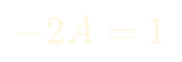 −2A = 1